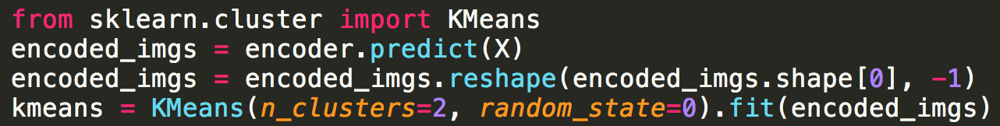 from sklearn.cluster import KMeans
encoded_imgs = encoder.predict(X)
encoded_imgs = encoded_imgs.reshape(encoded_imgs.shape[0], -1)
kmeans = KMeans(n_clusters=2, random_state=0).fit(encoded_imgs)